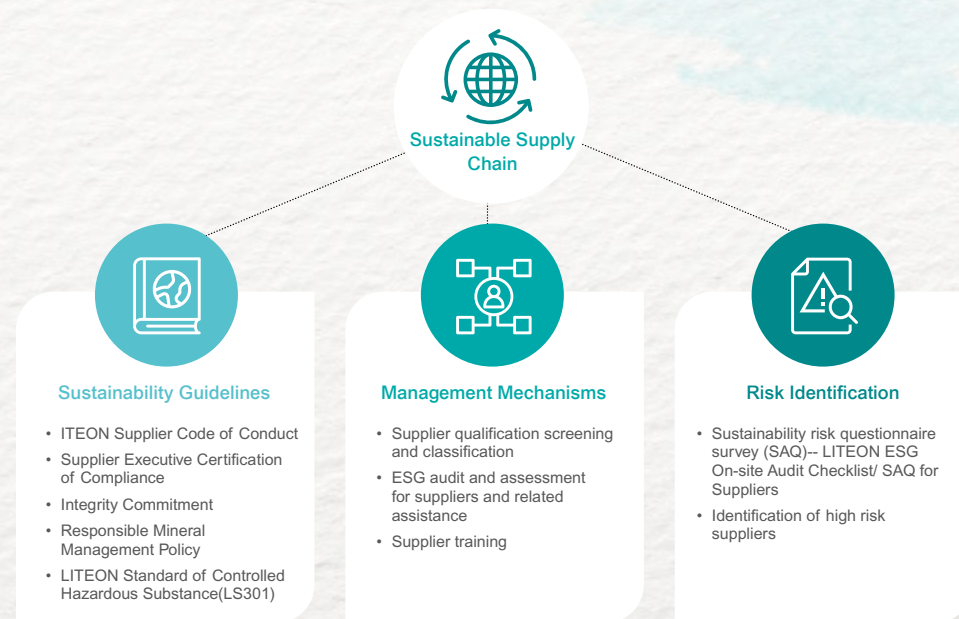 Sustainable Supply
Chain
Sustainability Guidelines
• ITEON Supplier Code of Conduct
• Supplier Executive Certification
of Compliance
• Integrity Commitment
• Responsible Mineral
Management Policy
• LITEON Standard of Controlled
Hazardous Substance(LS301)
Management Mechanisms
• Supplier qualification screening
and classification
• ESG audit and assessment
for suppliers and related
assistance
• Supplier training
Risk Identification
• Sustainability risk questionnaire
survey (SAQ)-- LITEON ESG
On-site Audit Checklist/ SAQ for
Suppliers
• Identification of high risk
suppliers